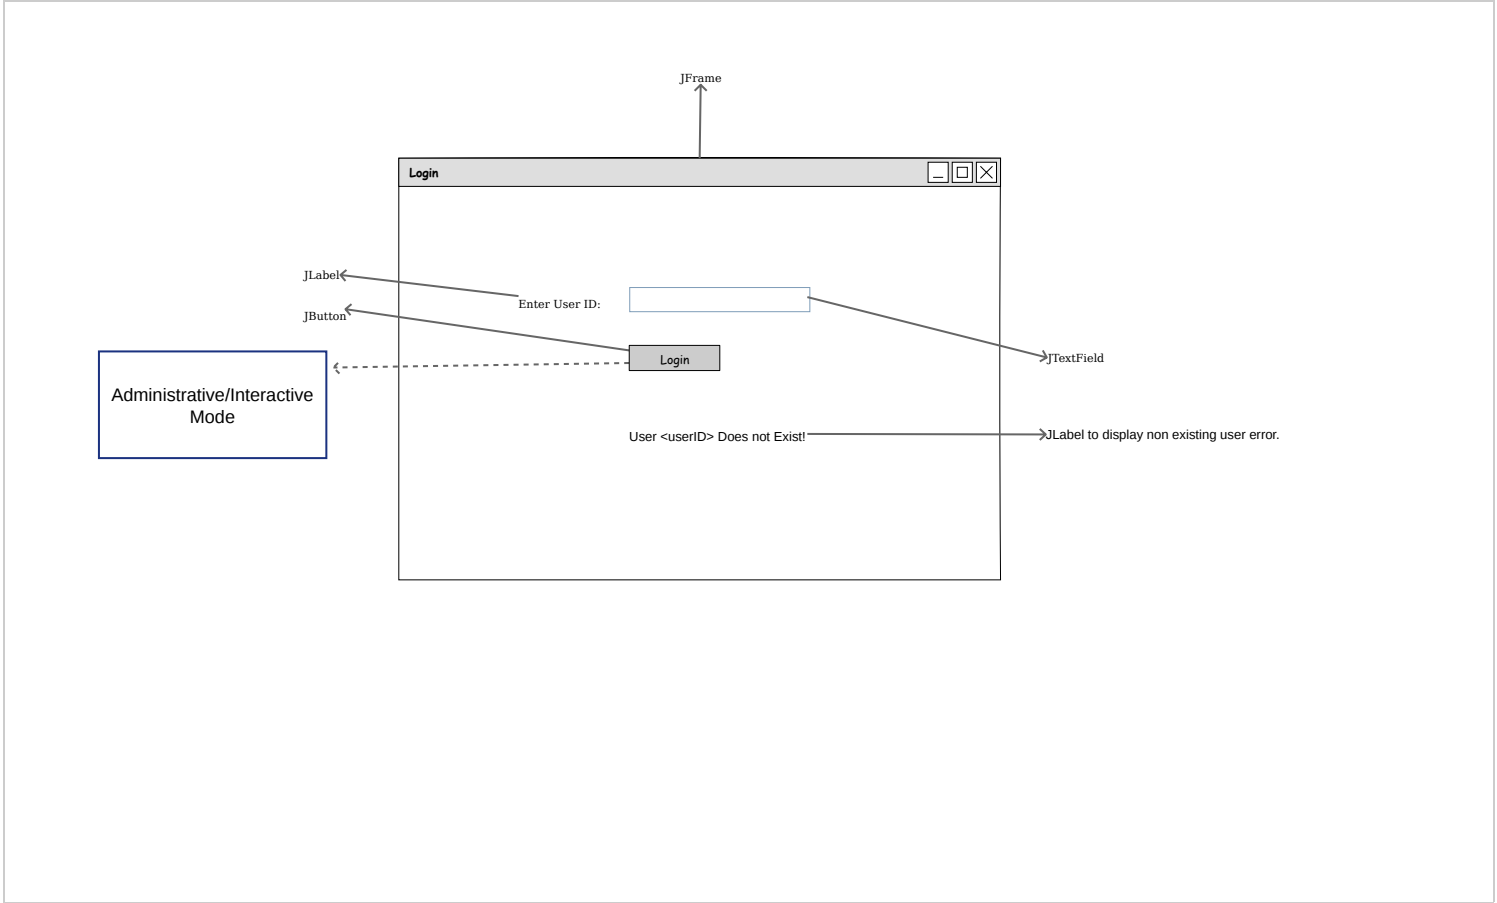 JFrame
Login
JLabel
Enter User ID:
JButton
Login
JTextField
Administrative/Interactive
Mode
User <userID> Does not Exist!
JLabel to display non existing user error.